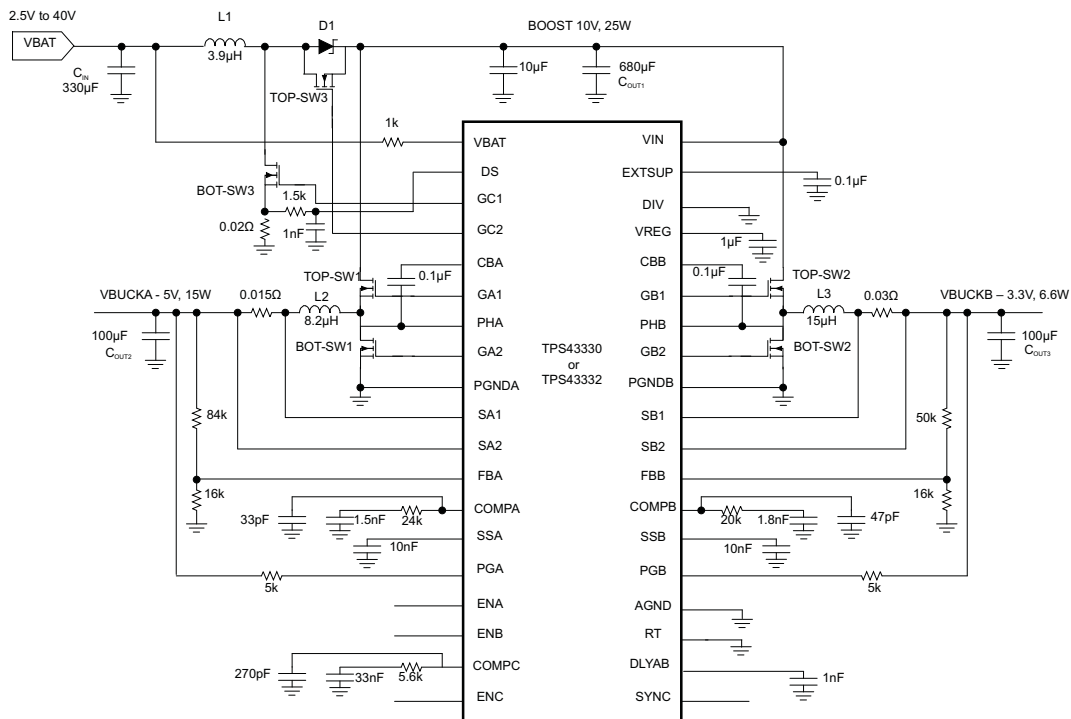 2.5V to 40V
VBAT
L1
3.9µH
D1
BOOST 10V, 25W
C_IN
330µF
TOP-SW3
10µF
680µF
C_OUT1
1k
VBAT
VIN
DS
EXTSUP
0.1µF
BOT-SW3
1.5k
GC1
DIV
0.02Ω
1nF
GC2
VREG
1µF
CBA
CBB
TOP-SW1
0.1µF
0.1µF
TOP-SW2
VBUCKA - 5V, 15W
0.015Ω
L2
8.2µH
GA1
GB1
L3
15µH
0.03Ω
VBUCKB – 3.3V, 6.6W
100µF
C_OUT2
PHA
PHB
100µF
C_OUT3
BOT-SW1
GA2
TPS43330
or
TPS43332
GB2
BOT-SW2
PGNDA
PGNDB
84k
SA1
SB1
50k
SA2
SB2
FBA
FBB
16k
16k
33pF
1.5nF
24k
COMPA
COMPB
20k
1.8nF
47pF
10nF
SSA
SSB
10nF
5k
PGA
PGB
5k
ENA
AGND
ENB
RT
270pF
33nF
5.6k
COMPC
DLYAB
1nF
ENC
SYNC